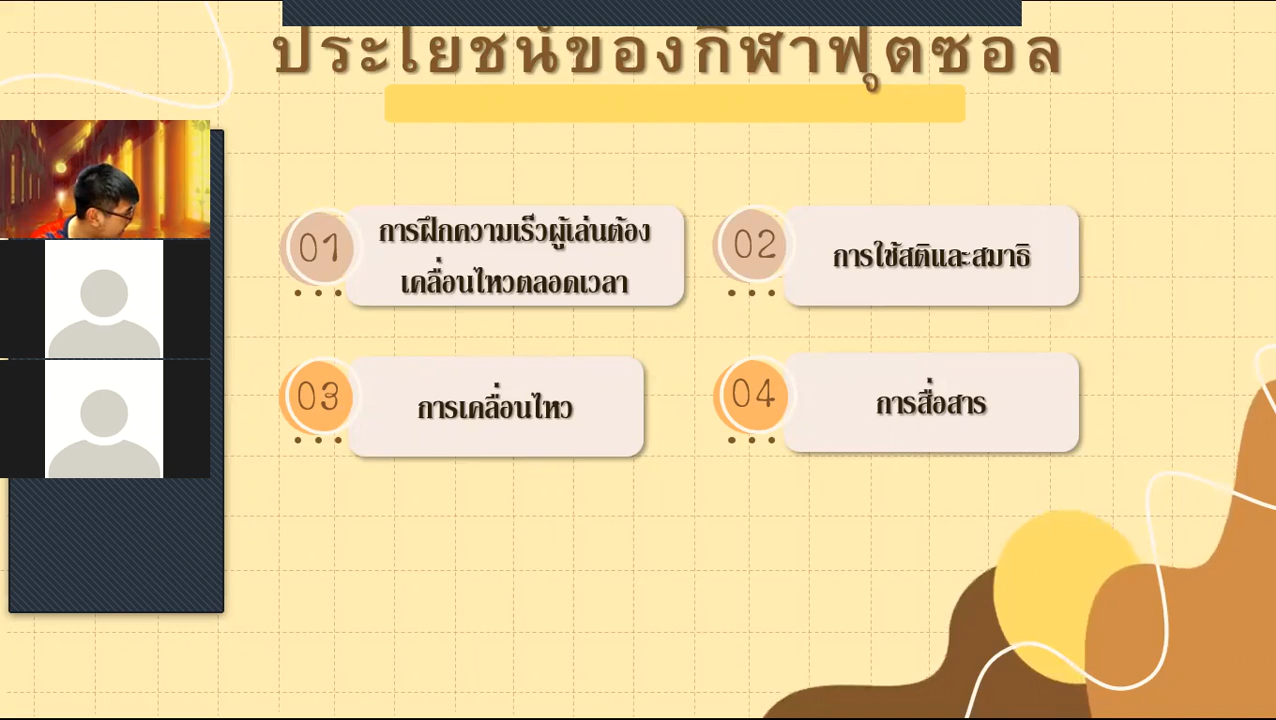 ประโยชน์ของกีฬาฟุตซอล
01
การฝึกความเร็วผู้เล่นต้อง
เคลื่อนไหวตลอดเวลา
02
การใช้สติและสมาธิ
03
การเคลื่อนไหว
04
การสื่อสาร